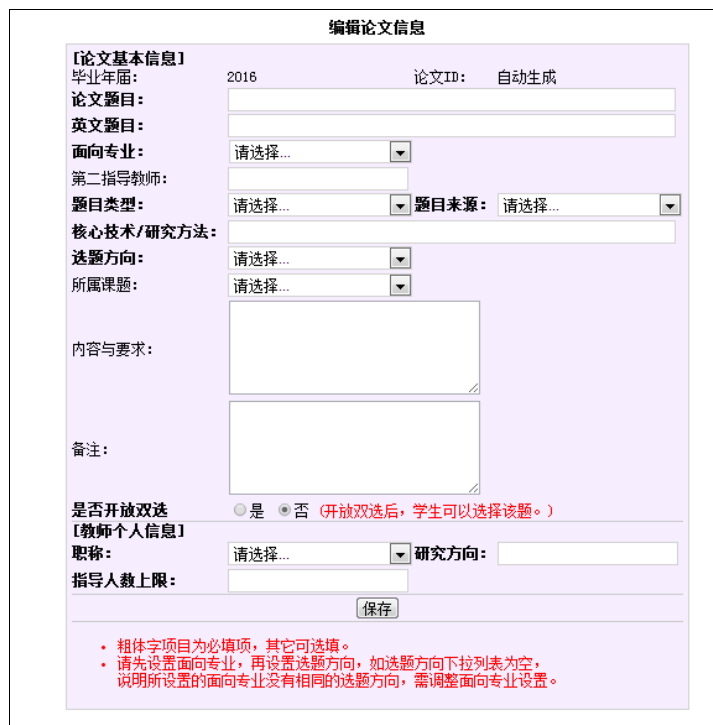 编辑论文信息
[论文基本信息]
毕业年届: 2016 论文ID: 自动生成
论文题目:
英文题目:
面向专业: 请选择...
第二指导教师:
题目类型: 请选择... 题目来源: 请选择...
核心技术/研究方法:
选题方向: 请选择...
所属课题: 请选择...
内容与要求:
备注:
是否开放双选 是 否 (开放双选后，学生可以选择该题。)
[教师个人信息]
职称: 请选择... 研究方向:
指导人数上限:
保存
• 粗体字项目为必填项，其它可选填。
• 请先设置面向专业，再设置选题方向，如选题方向下拉列表为空，
说明所设置的面向专业没有相同的选题方向，需调整面向专业设置。